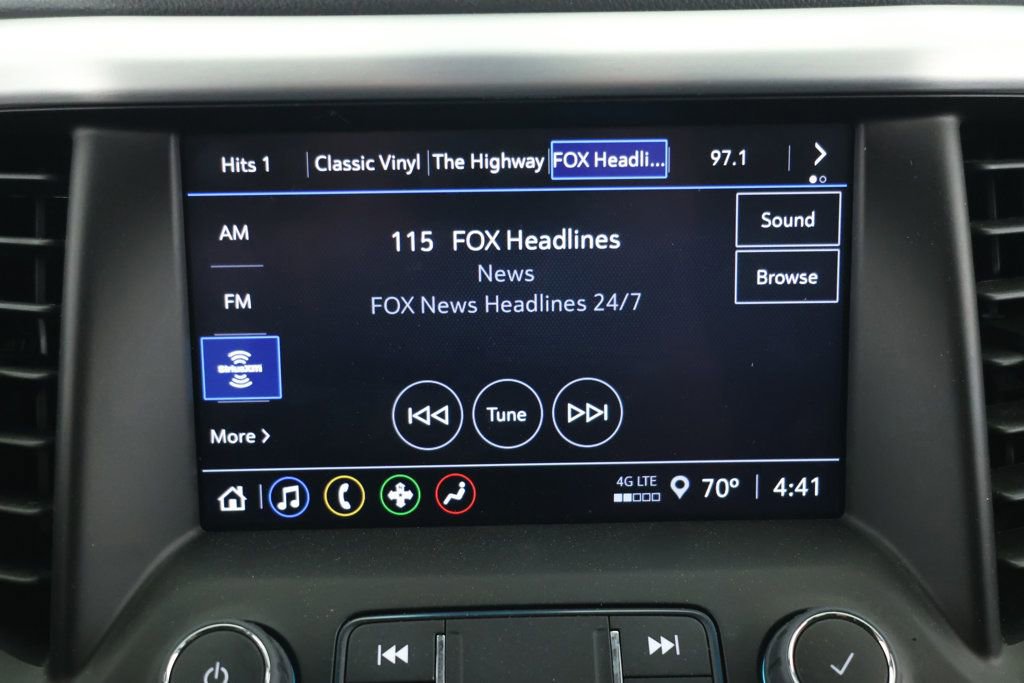 Hits 1 Classic Vinyl The Highway FOX Headli... 97.1
AM
FM
SiriusXM
More
115 FOX Headlines
News
FOX News Headlines 24/7
Sound
Browse
Tune
4G LTE
70° 4:41